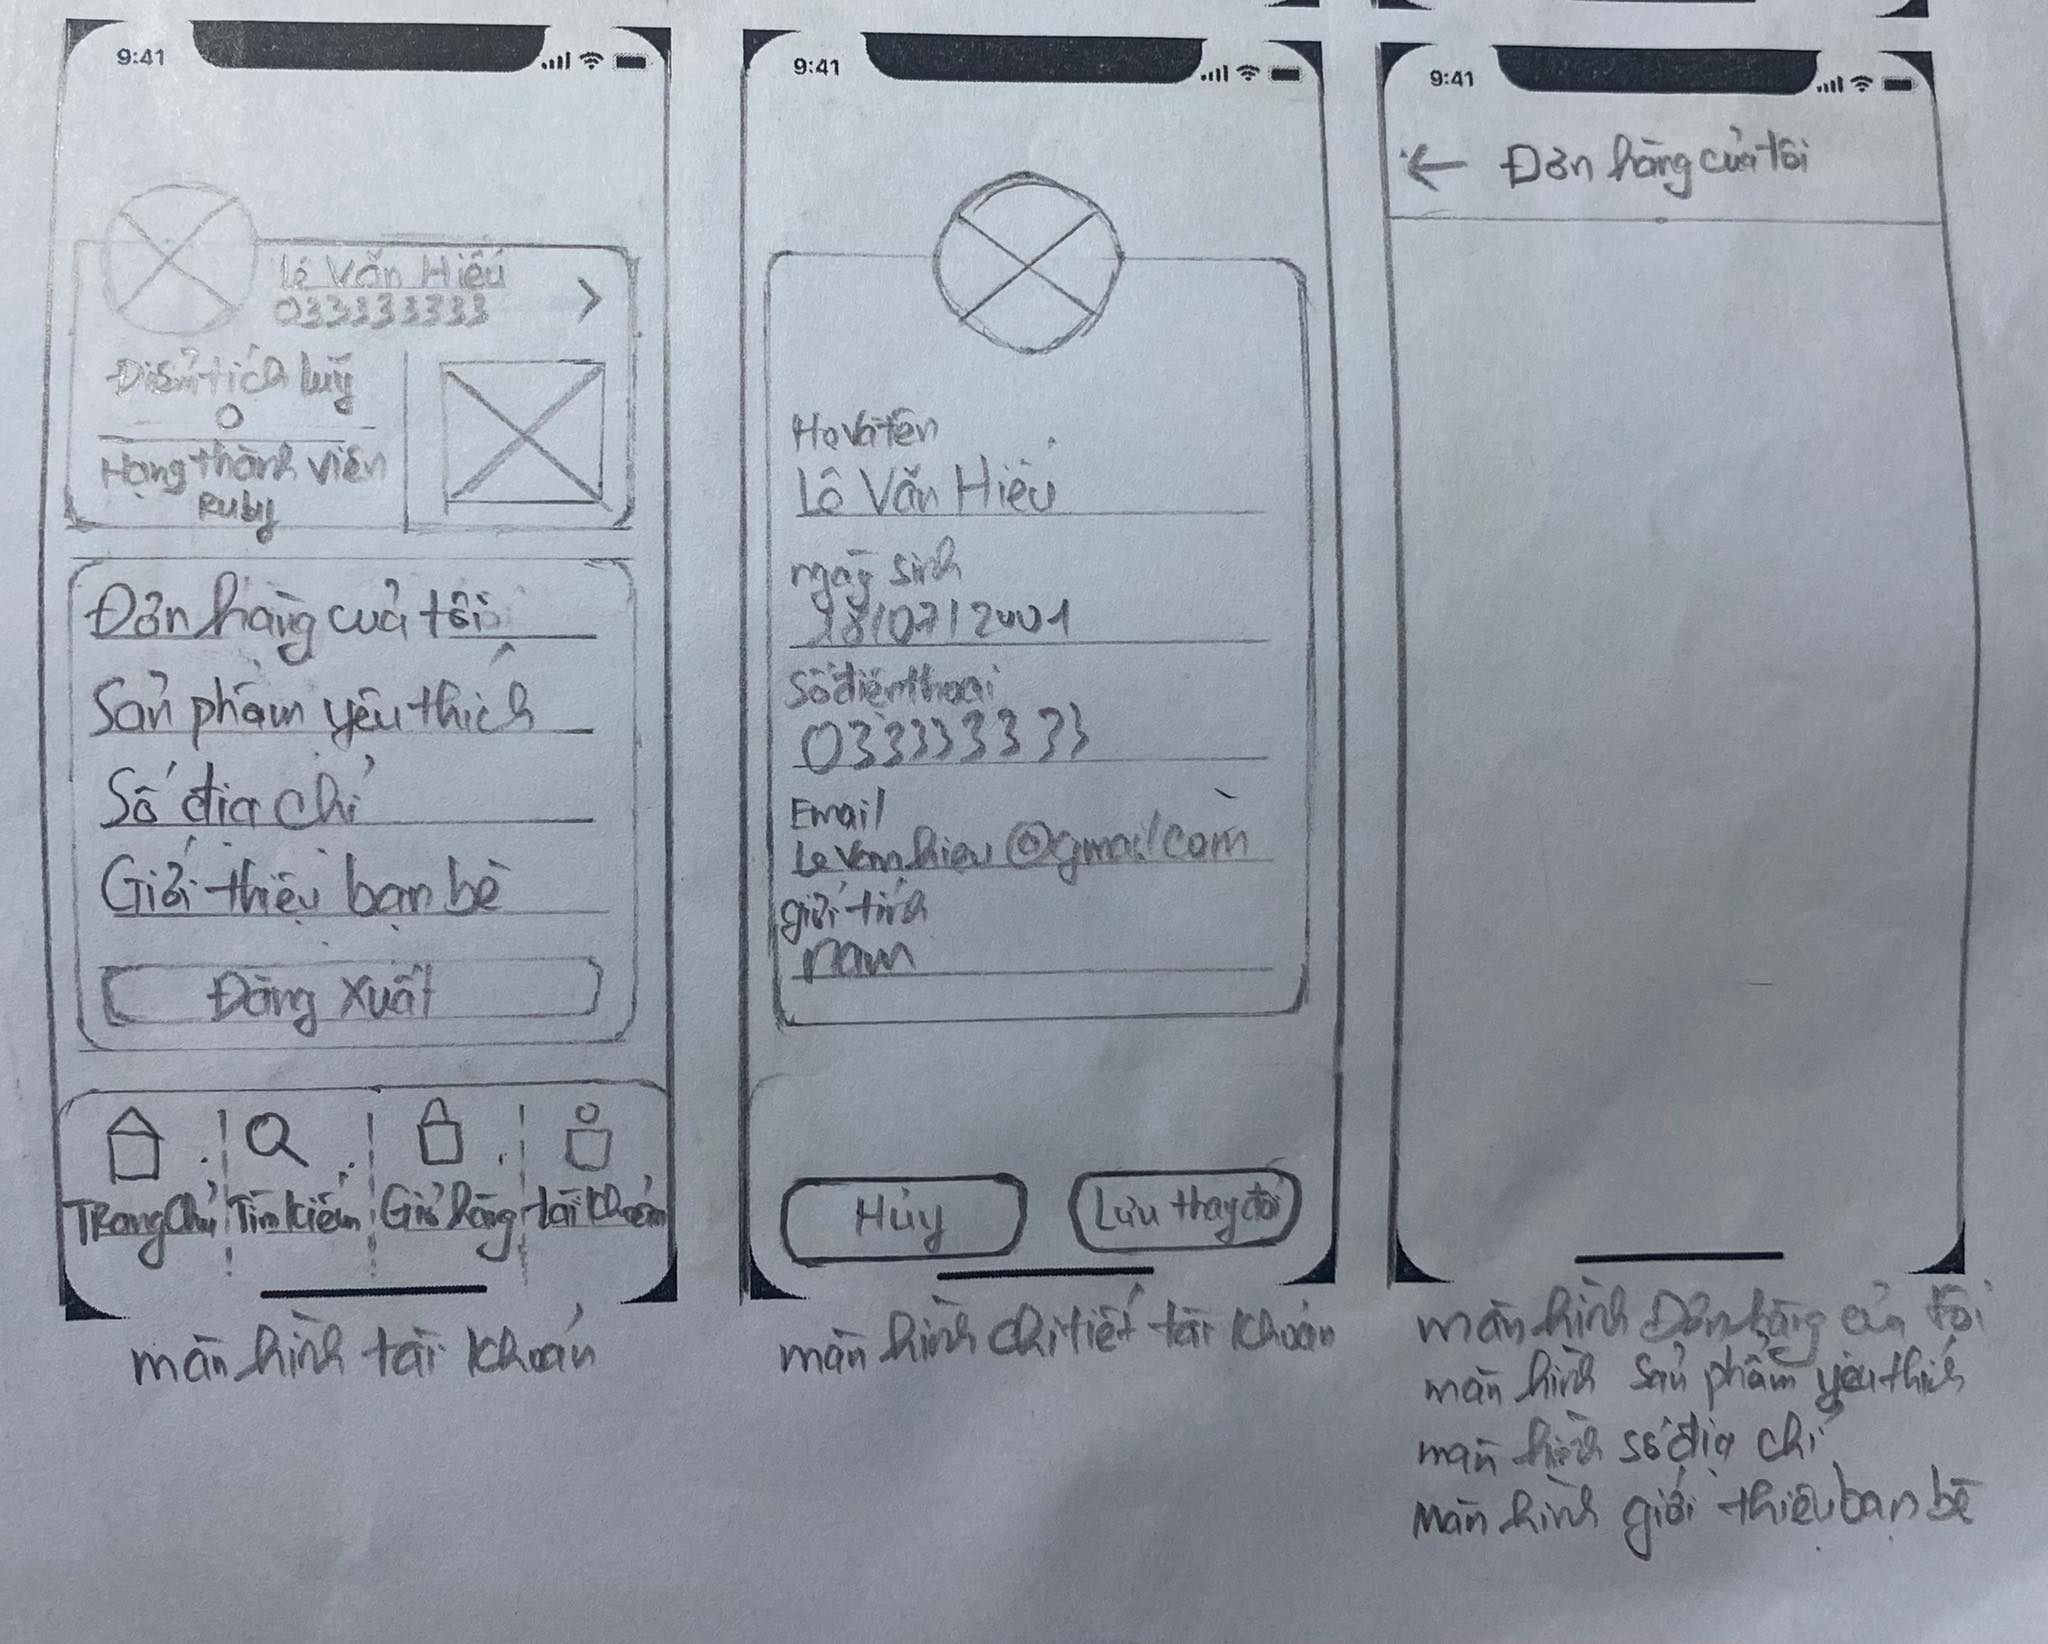 9:41
Lê Văn Hiếu
0333333333
Điểm tích luỹ
0
Hạng thành viên
Ruby
Đơn hàng của tôi
Sản phẩm yêu thích
Sổ địa chỉ
Giới thiệu bạn bè
Đăng xuất
Trang chủ
Tìm kiếm
Giỏ hàng
tài khoản
màn hình tài khoản
9:41
Họ và tên
Lê Văn Hiếu
ngày sinh
18/07/2001
Số điện thoại
033333333
Email
Levanhieu@gmail.com
giới tính
nam
Hủy
Lưu thay đổi
màn hình chi tiết tài khoản
9:41
← Đơn hàng của tôi
màn hình Đơn hàng của tôi
màn hình sản phẩm yêu thích
màn hình sổ địa chỉ
màn hình giới thiệu bạn bè